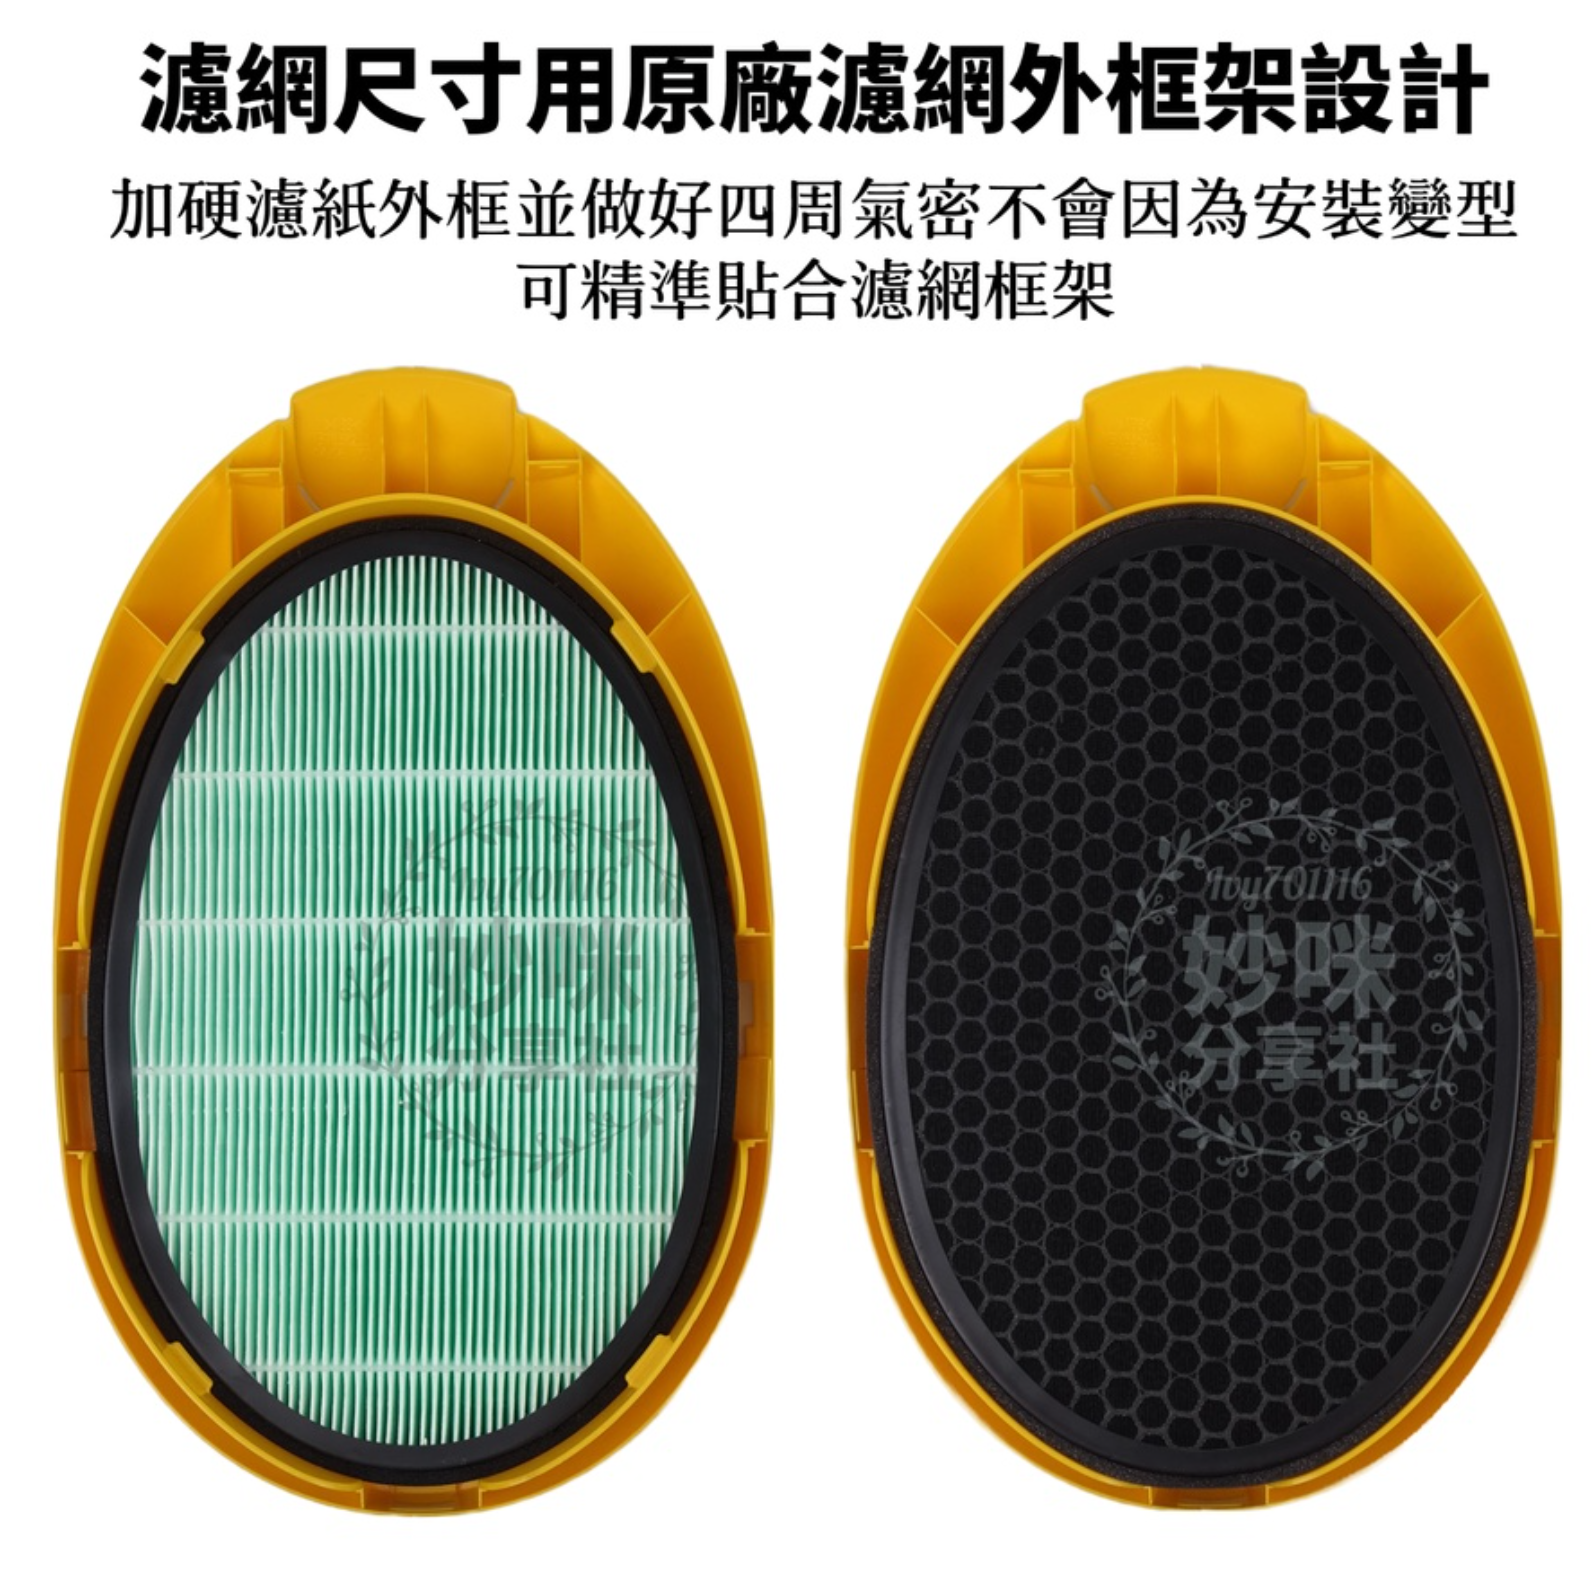 濾網尺寸用原廠濾網外框架設計
加硬濾紙外框並做好四周氣密不會因為安裝變型
可精準貼合濾網框架
Ivy701116
妙咪
分享社
Ivy701116
妙咪
分享社